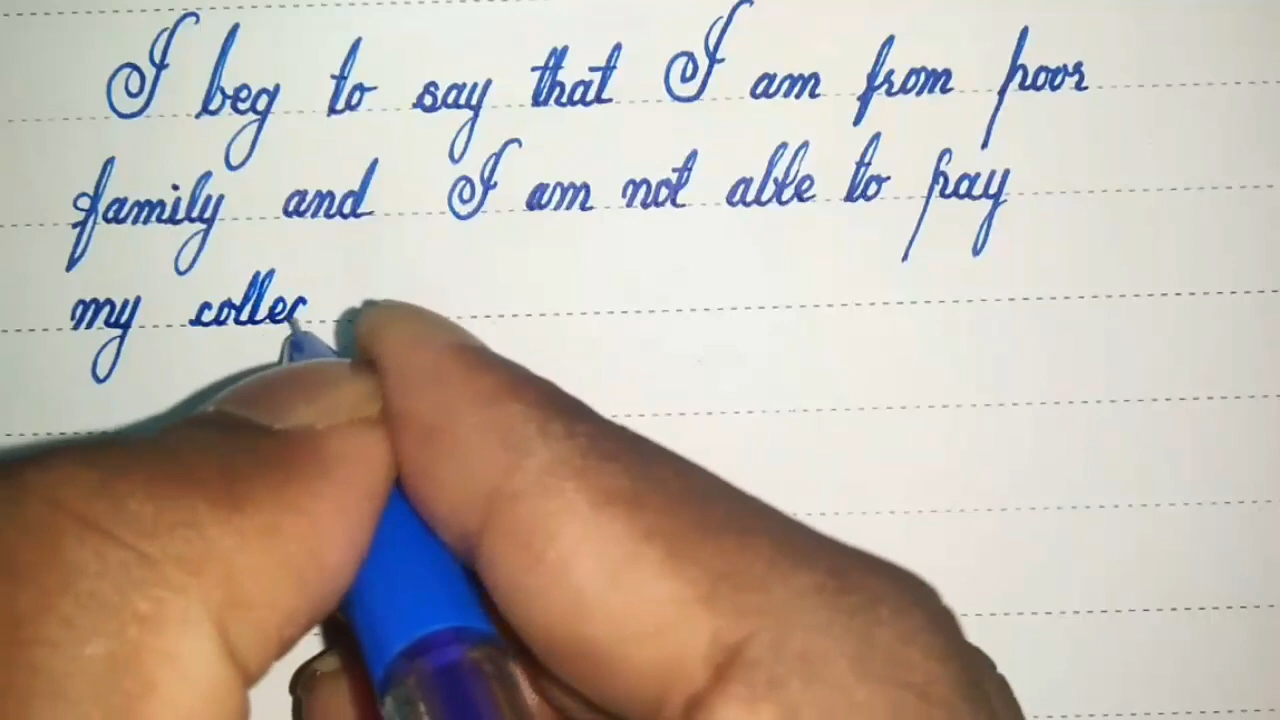 I beg to say that I am from poor
family and I am not able to pay
my collec